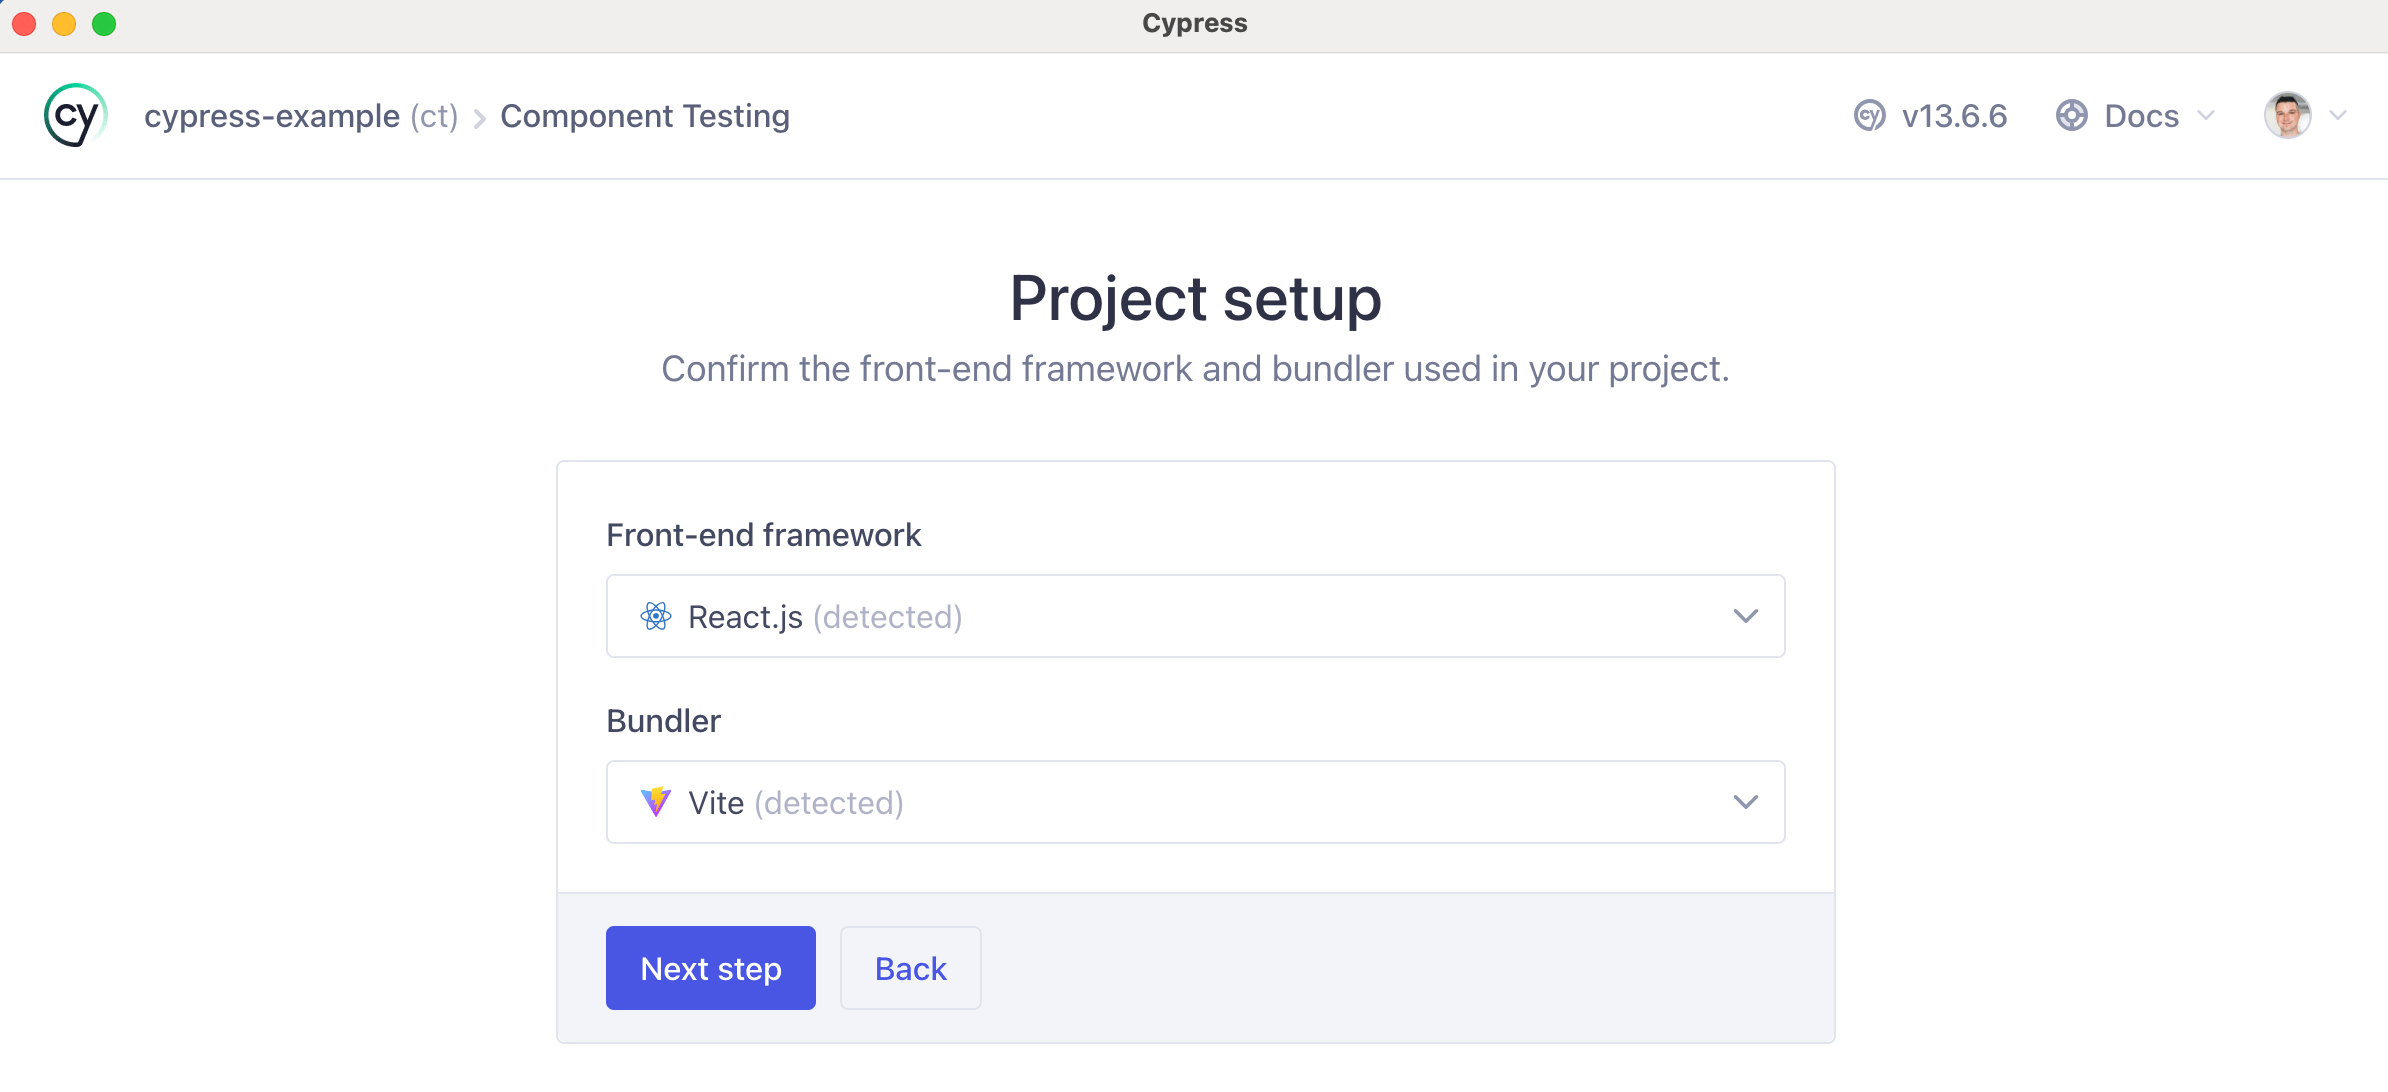 Cypress
cy cypress-example (ct) Component Testing cy v13.6.6 Docs
Project setup
Confirm the front-end framework and bundler used in your project.
Front-end framework
React.js (detected)
Bundler
Vite (detected)
Next step Back